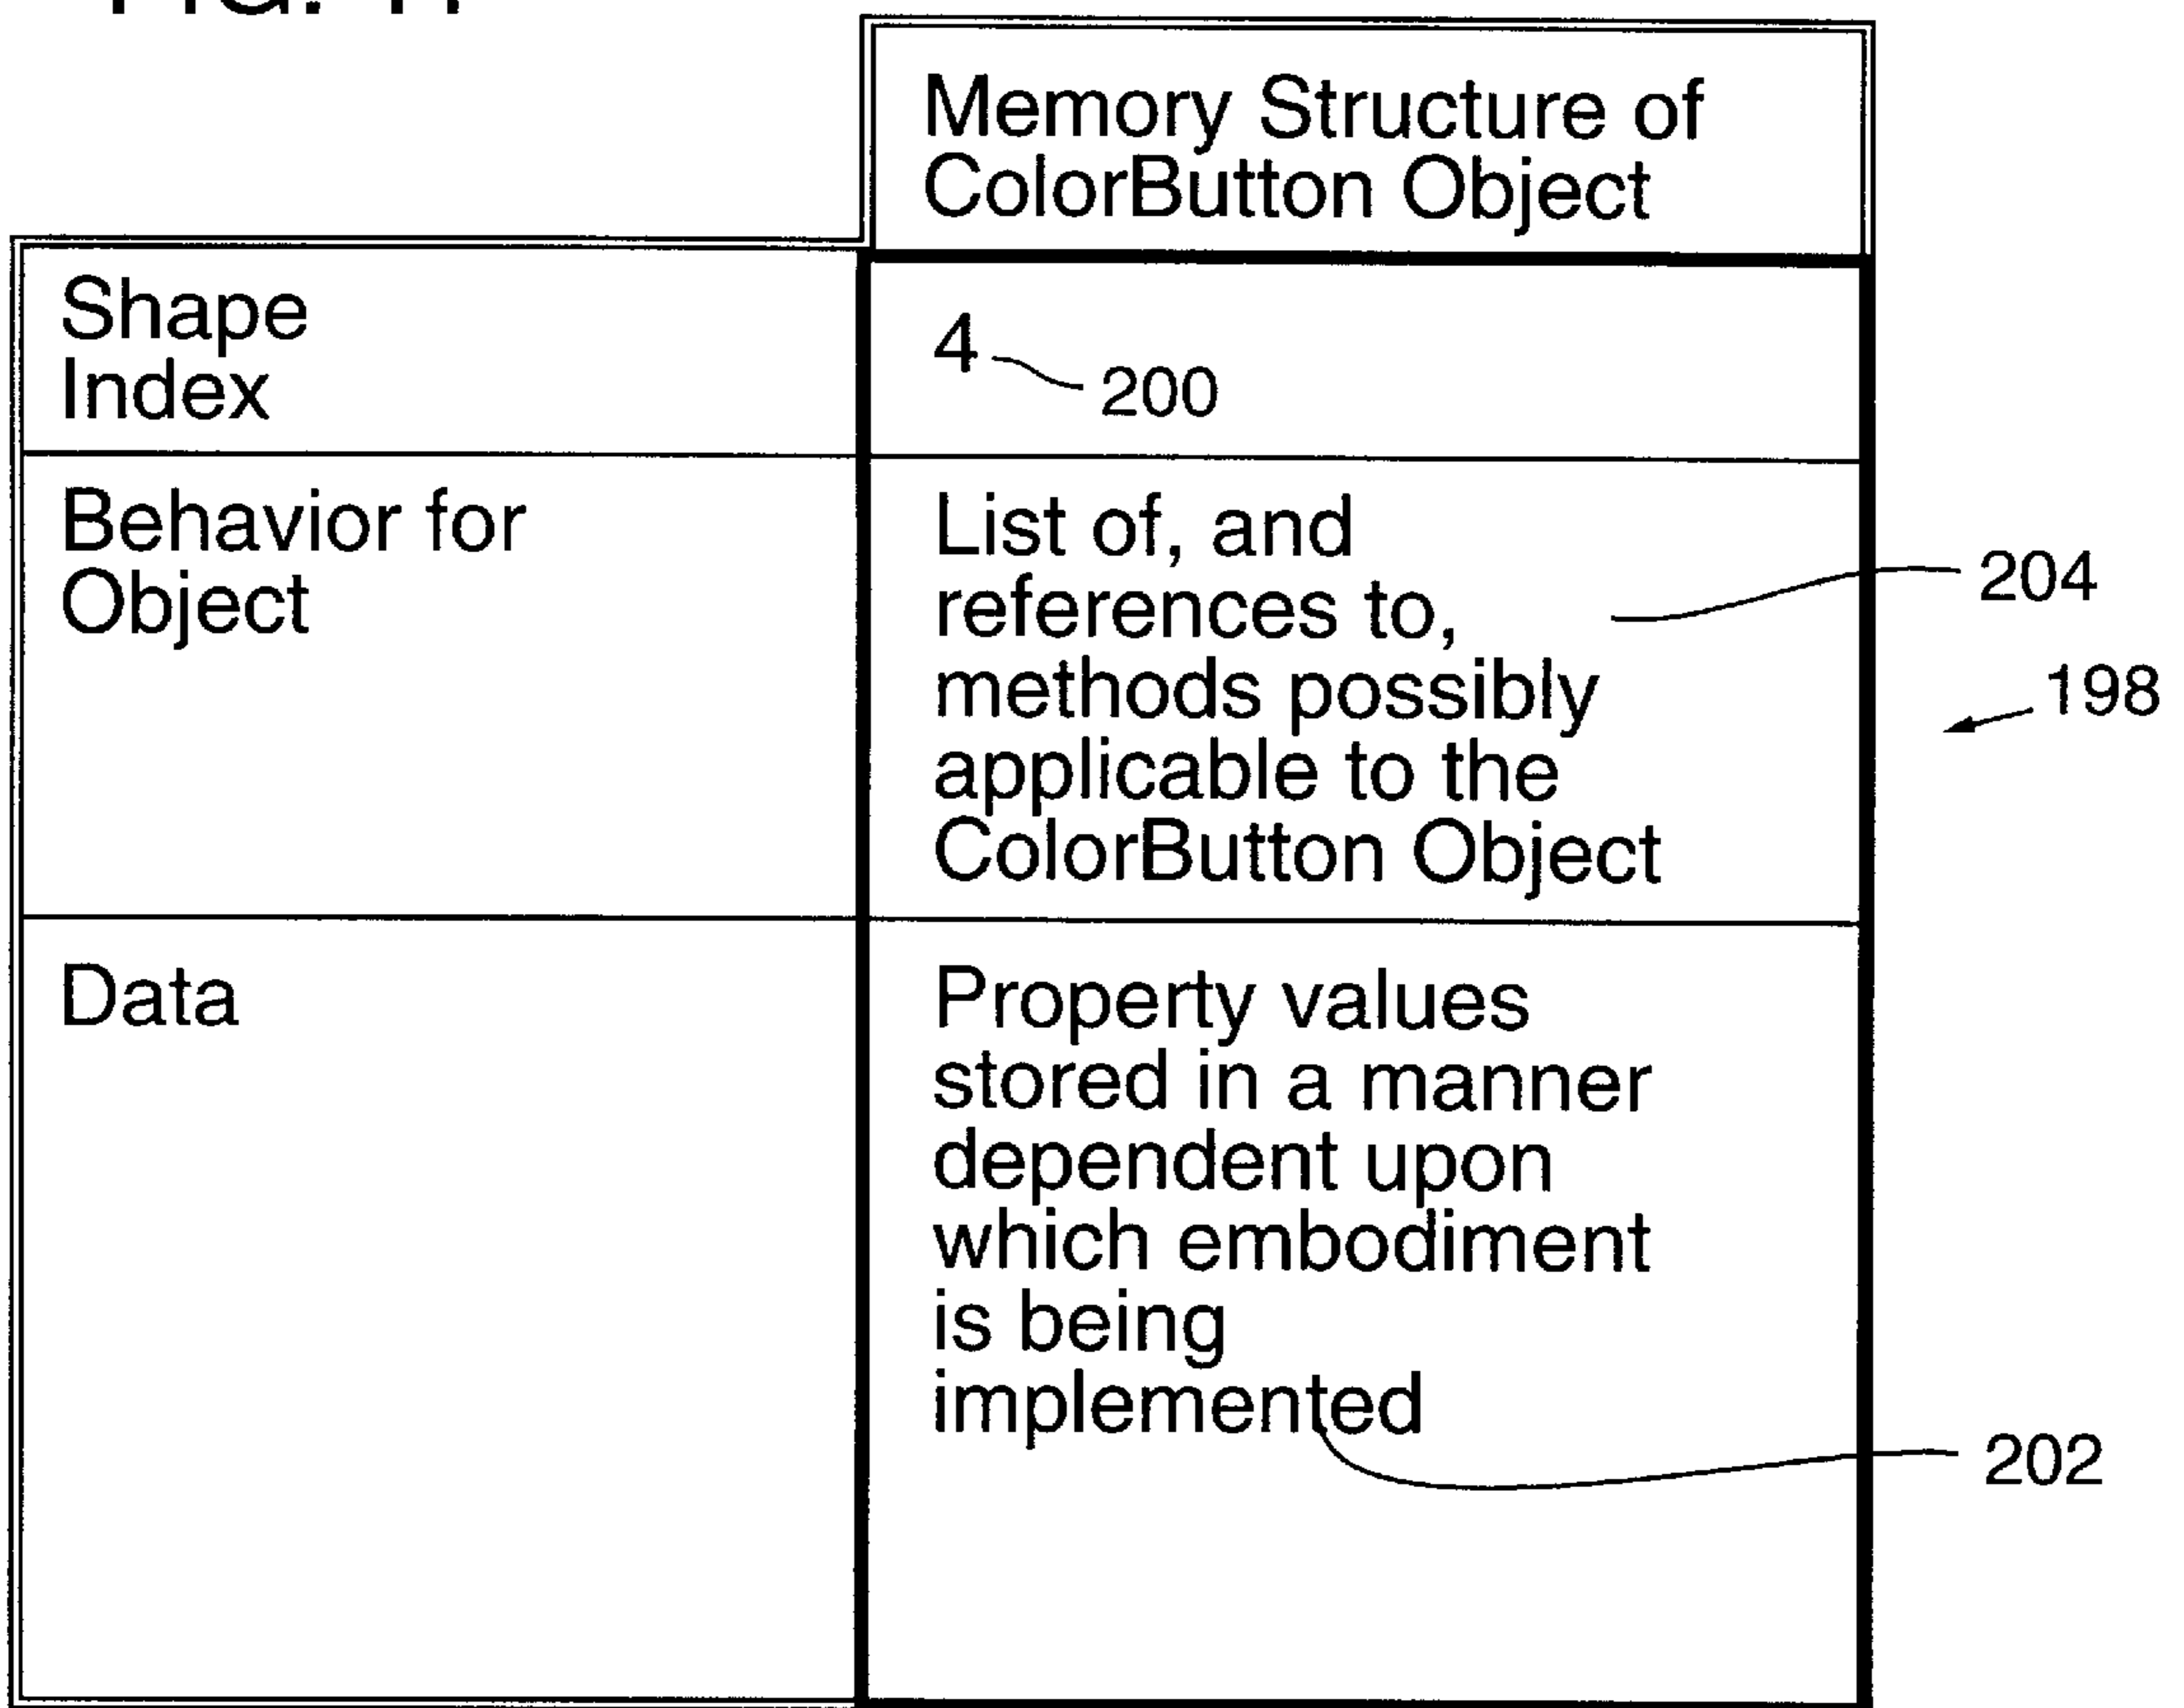 Memory Structure of
ColorButton Object
Shape
Index
4
200
Behavior for
Object
List of, and
references to,
methods possibly
applicable to the
ColorButton Object
204
198
Data
Property values
stored in a manner
dependent upon
which embodiment
is being
implemented
202